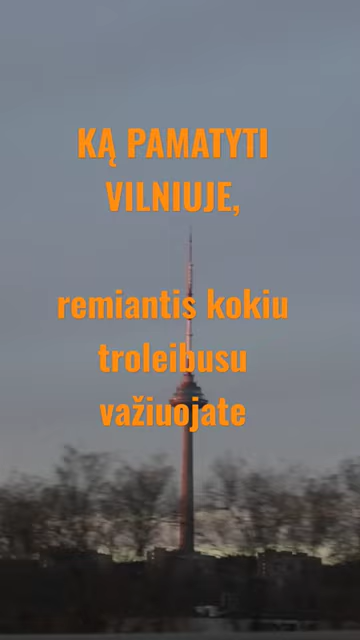 KĄ PAMATYTI
VILNIUJE,
remiantis kokiu
troleibusu
važiuojate